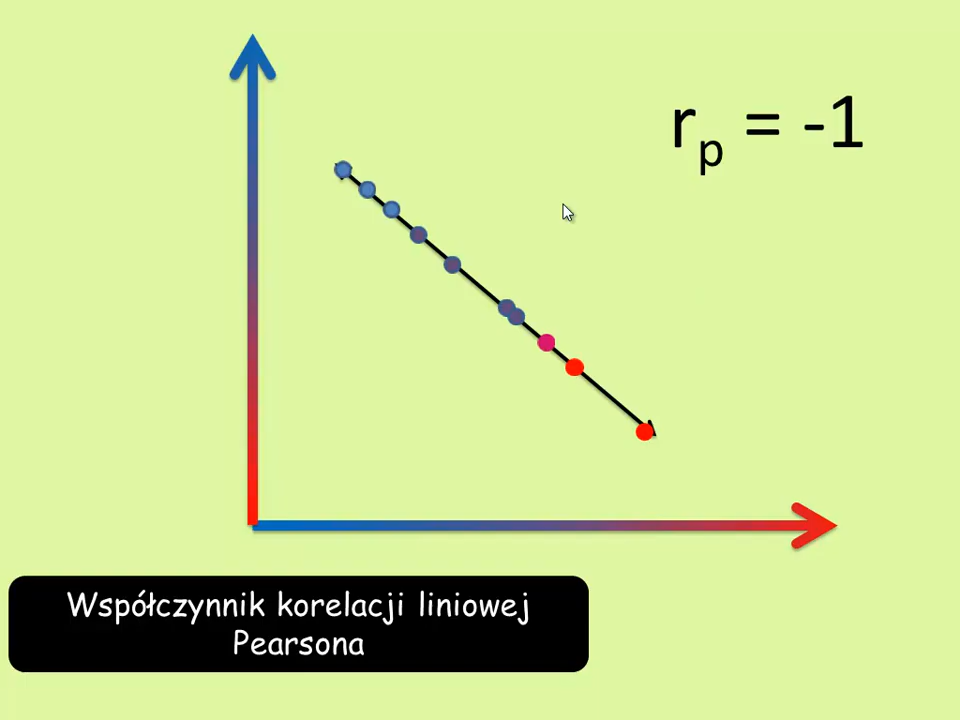 rp = -1
Współczynnik korelacji liniowej
Pearsona